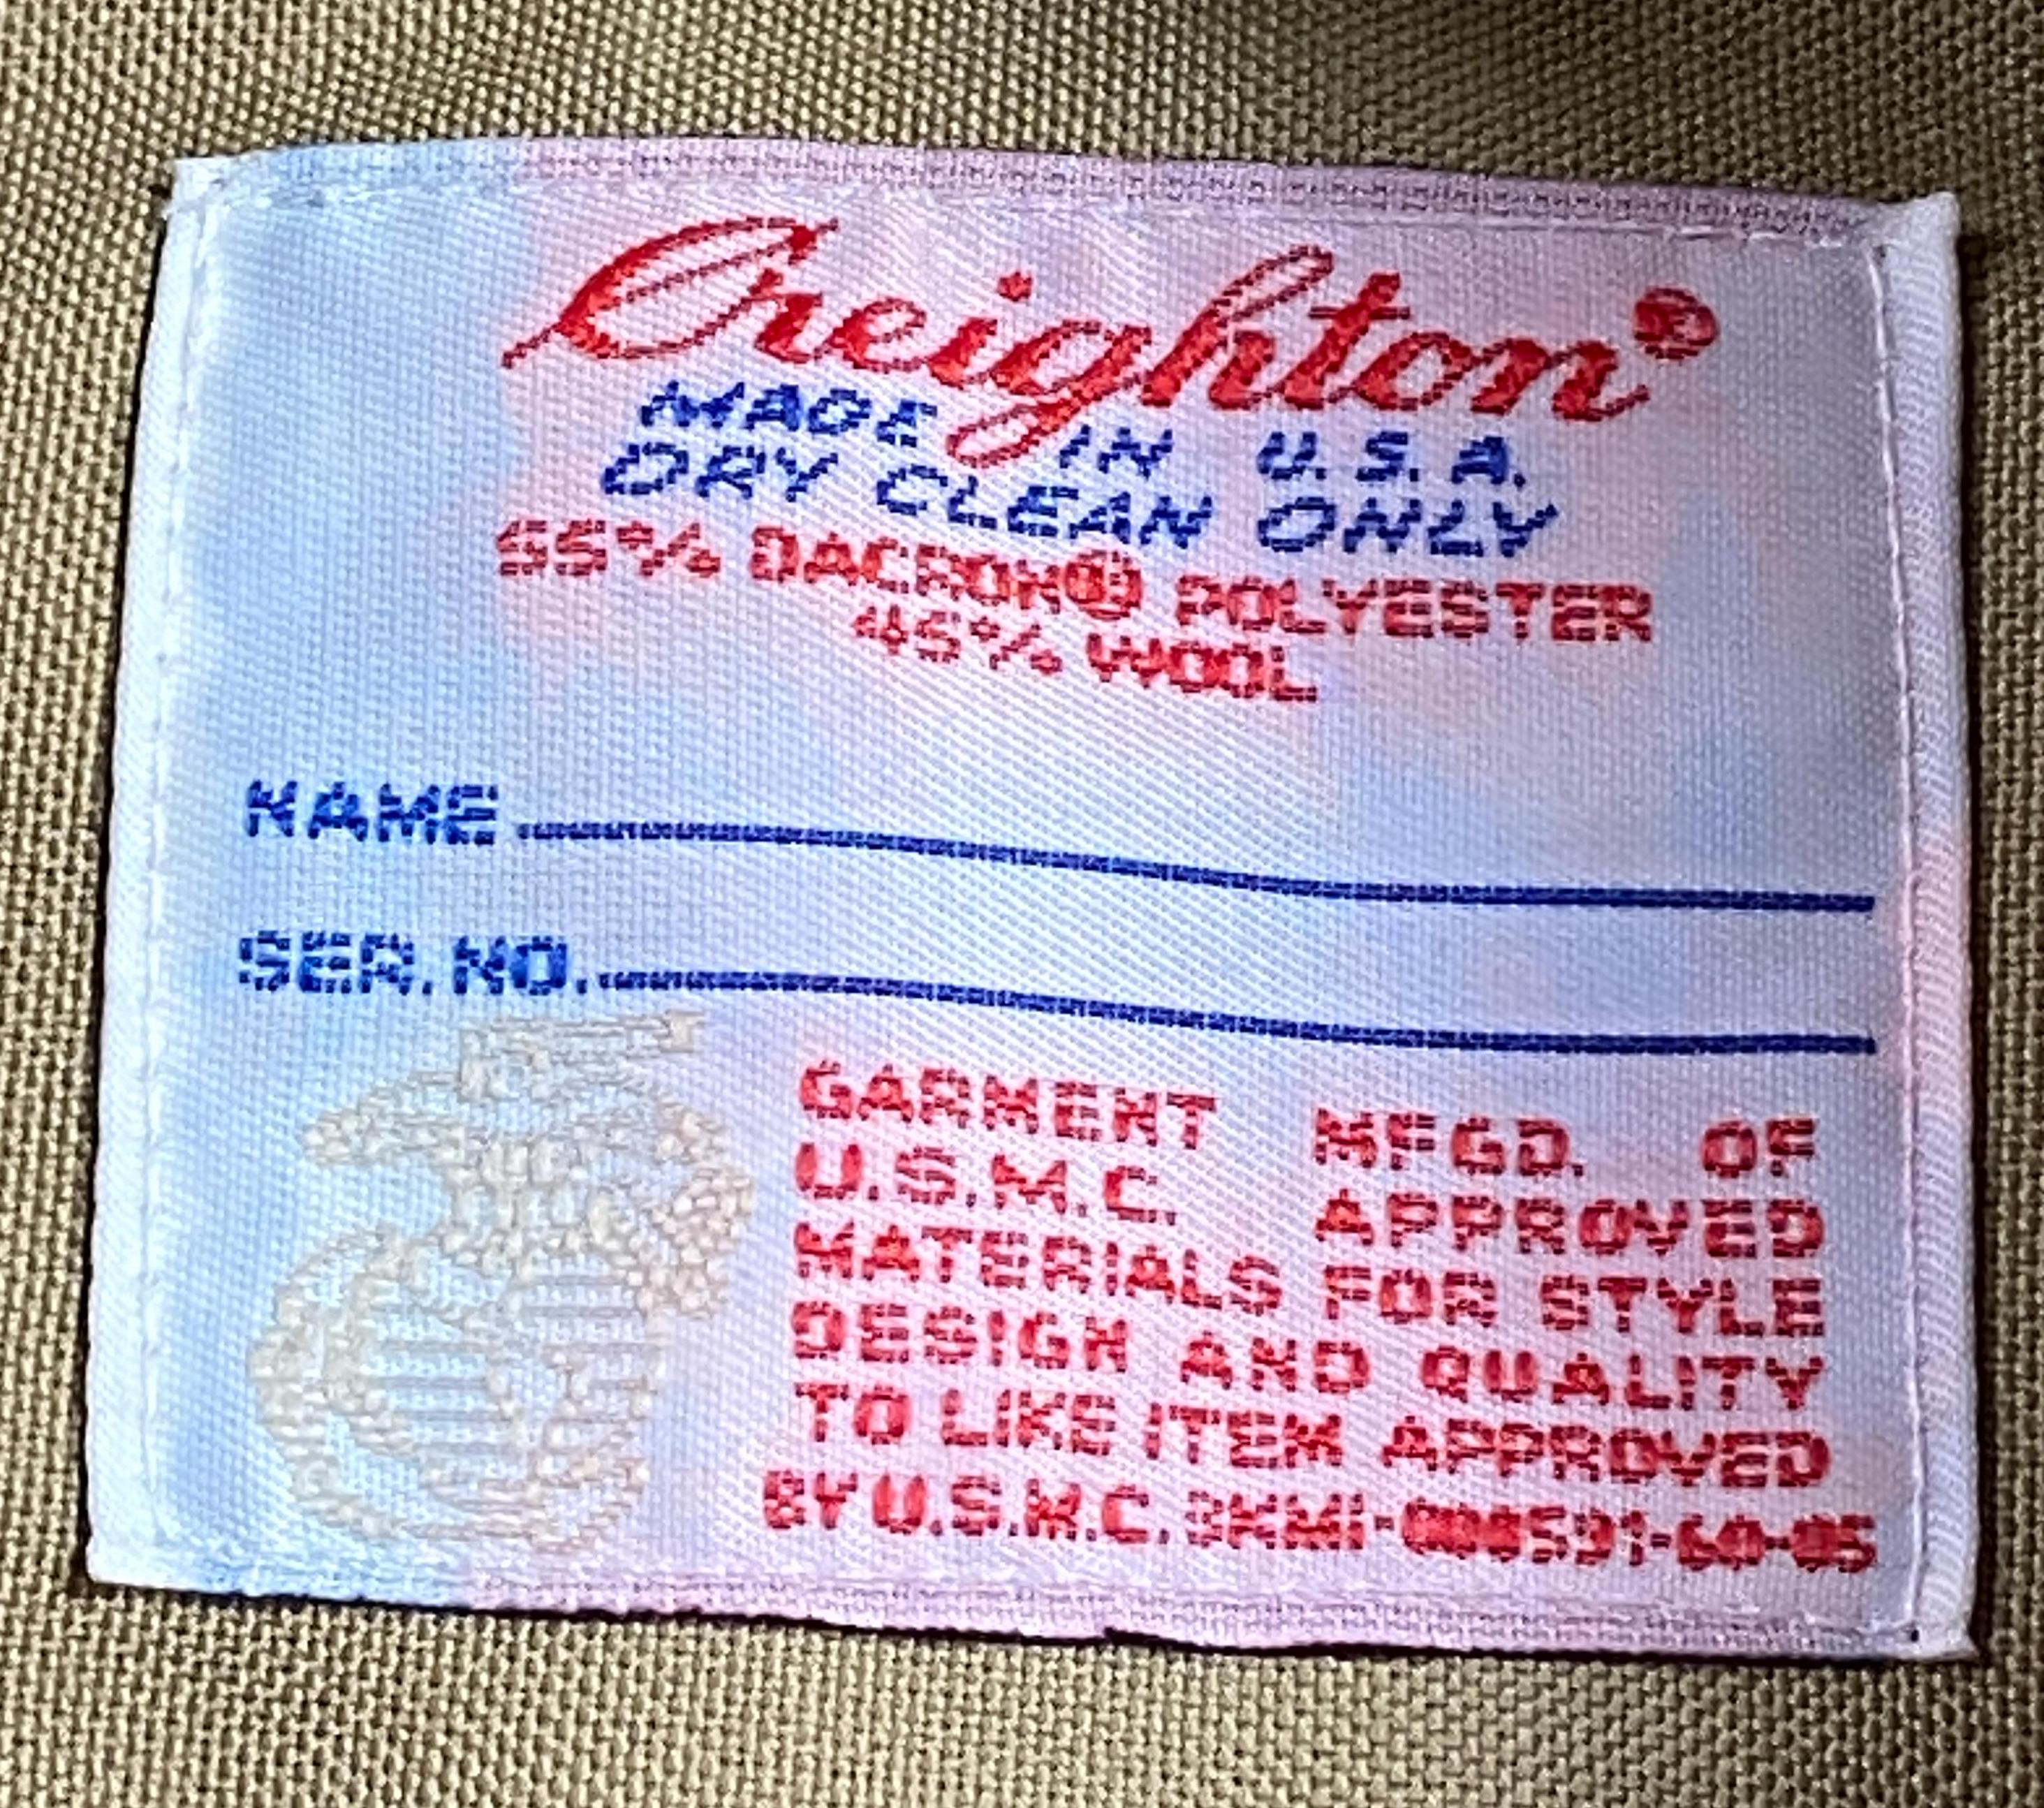 Creighton®
MADE IN U.S.A.
DRY CLEAN ONLY
55% DACRON® POLYESTER
45% WOOL
NAME
SER. NO.
GARMENT MFGD. OF
U.S.M.C. APPROVED
MATERIALS FOR STYLE
DESIGN AND QUALITY
TO LIKE ITEM APPROVED
BY U.S.M.C.